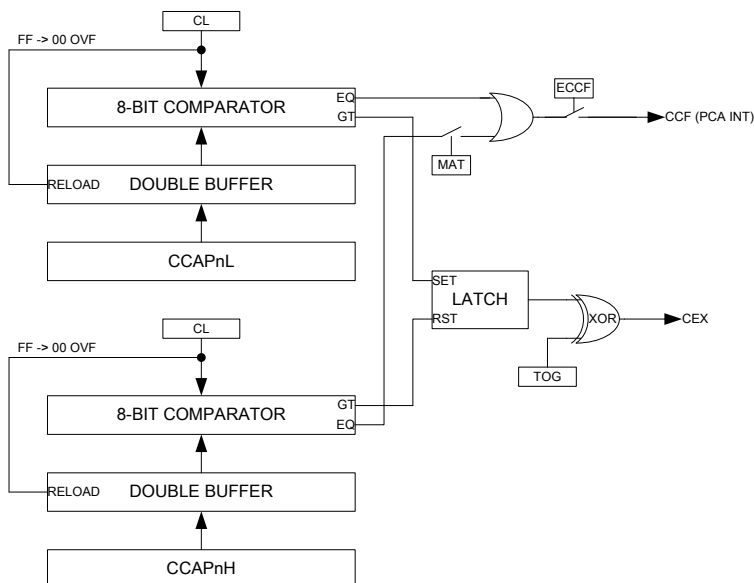 CL
FF -> 00 OVF
8-BIT COMPARATOR
EQ
GT
ECCF
CCF (PCA INT)
MAT
RELOAD
DOUBLE BUFFER
CCAPnL
SET
LATCH
RST
XOR
CEX
TOG
CL
FF -> 00 OVF
8-BIT COMPARATOR
GT
EQ
RELOAD
DOUBLE BUFFER
CCAPnH